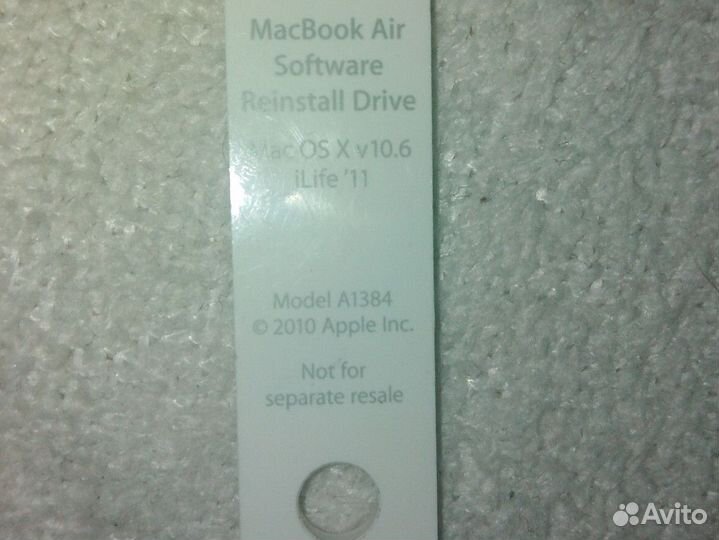 MacBook Air
Software
Reinstall Drive
Mac OS X v10.6
iLife '11
Model A1384
© 2010 Apple Inc.
Not for
separate resale
Avito